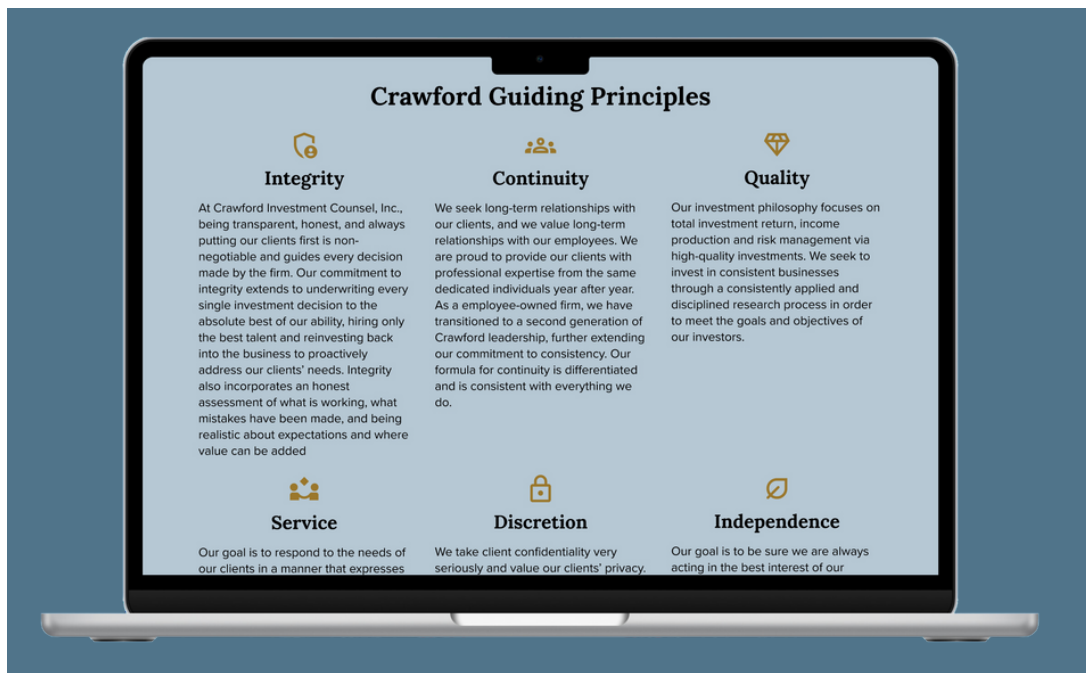 Crawford Guiding Principles
Integrity
At Crawford Investment Counsel, Inc.,
being transparent, honest, and always
putting our clients first is non-
negotiable and guides every decision
made by the firm. Our commitment to
integrity extends to underwriting every
single investment decision to the
absolute best of our ability, hiring only
the best talent and reinvesting back
into the business to proactively
address our clients' needs. Integrity
also incorporates an honest
assessment of what is working, what
mistakes have been made, and being
realistic about expectations and where
value can be added
Continuity
We seek long-term relationships with
our clients, and we value long-term
relationships with our employees. We
are proud to provide our clients with
professional expertise from the same
dedicated individuals year after year.
As a employee-owned firm, we have
transitioned to a second generation of
Crawford leadership, further extending
our commitment to consistency. Our
formula for continuity is differentiated
and is consistent with everything we
do.
Quality
Our investment philosophy focuses on
total investment return, income
production and risk management via
high-quality investments. We seek to
invest in consistent businesses
through a consistently applied and
disciplined research process in order
to meet the goals and objectives of
our investors.
Service
Our goal is to respond to the needs of
our clients in a manner that expresses
Discretion
We take client confidentiality very
seriously and value our clients' privacy.
Independence
Our goal is to be sure we are always
acting in the best interest of our